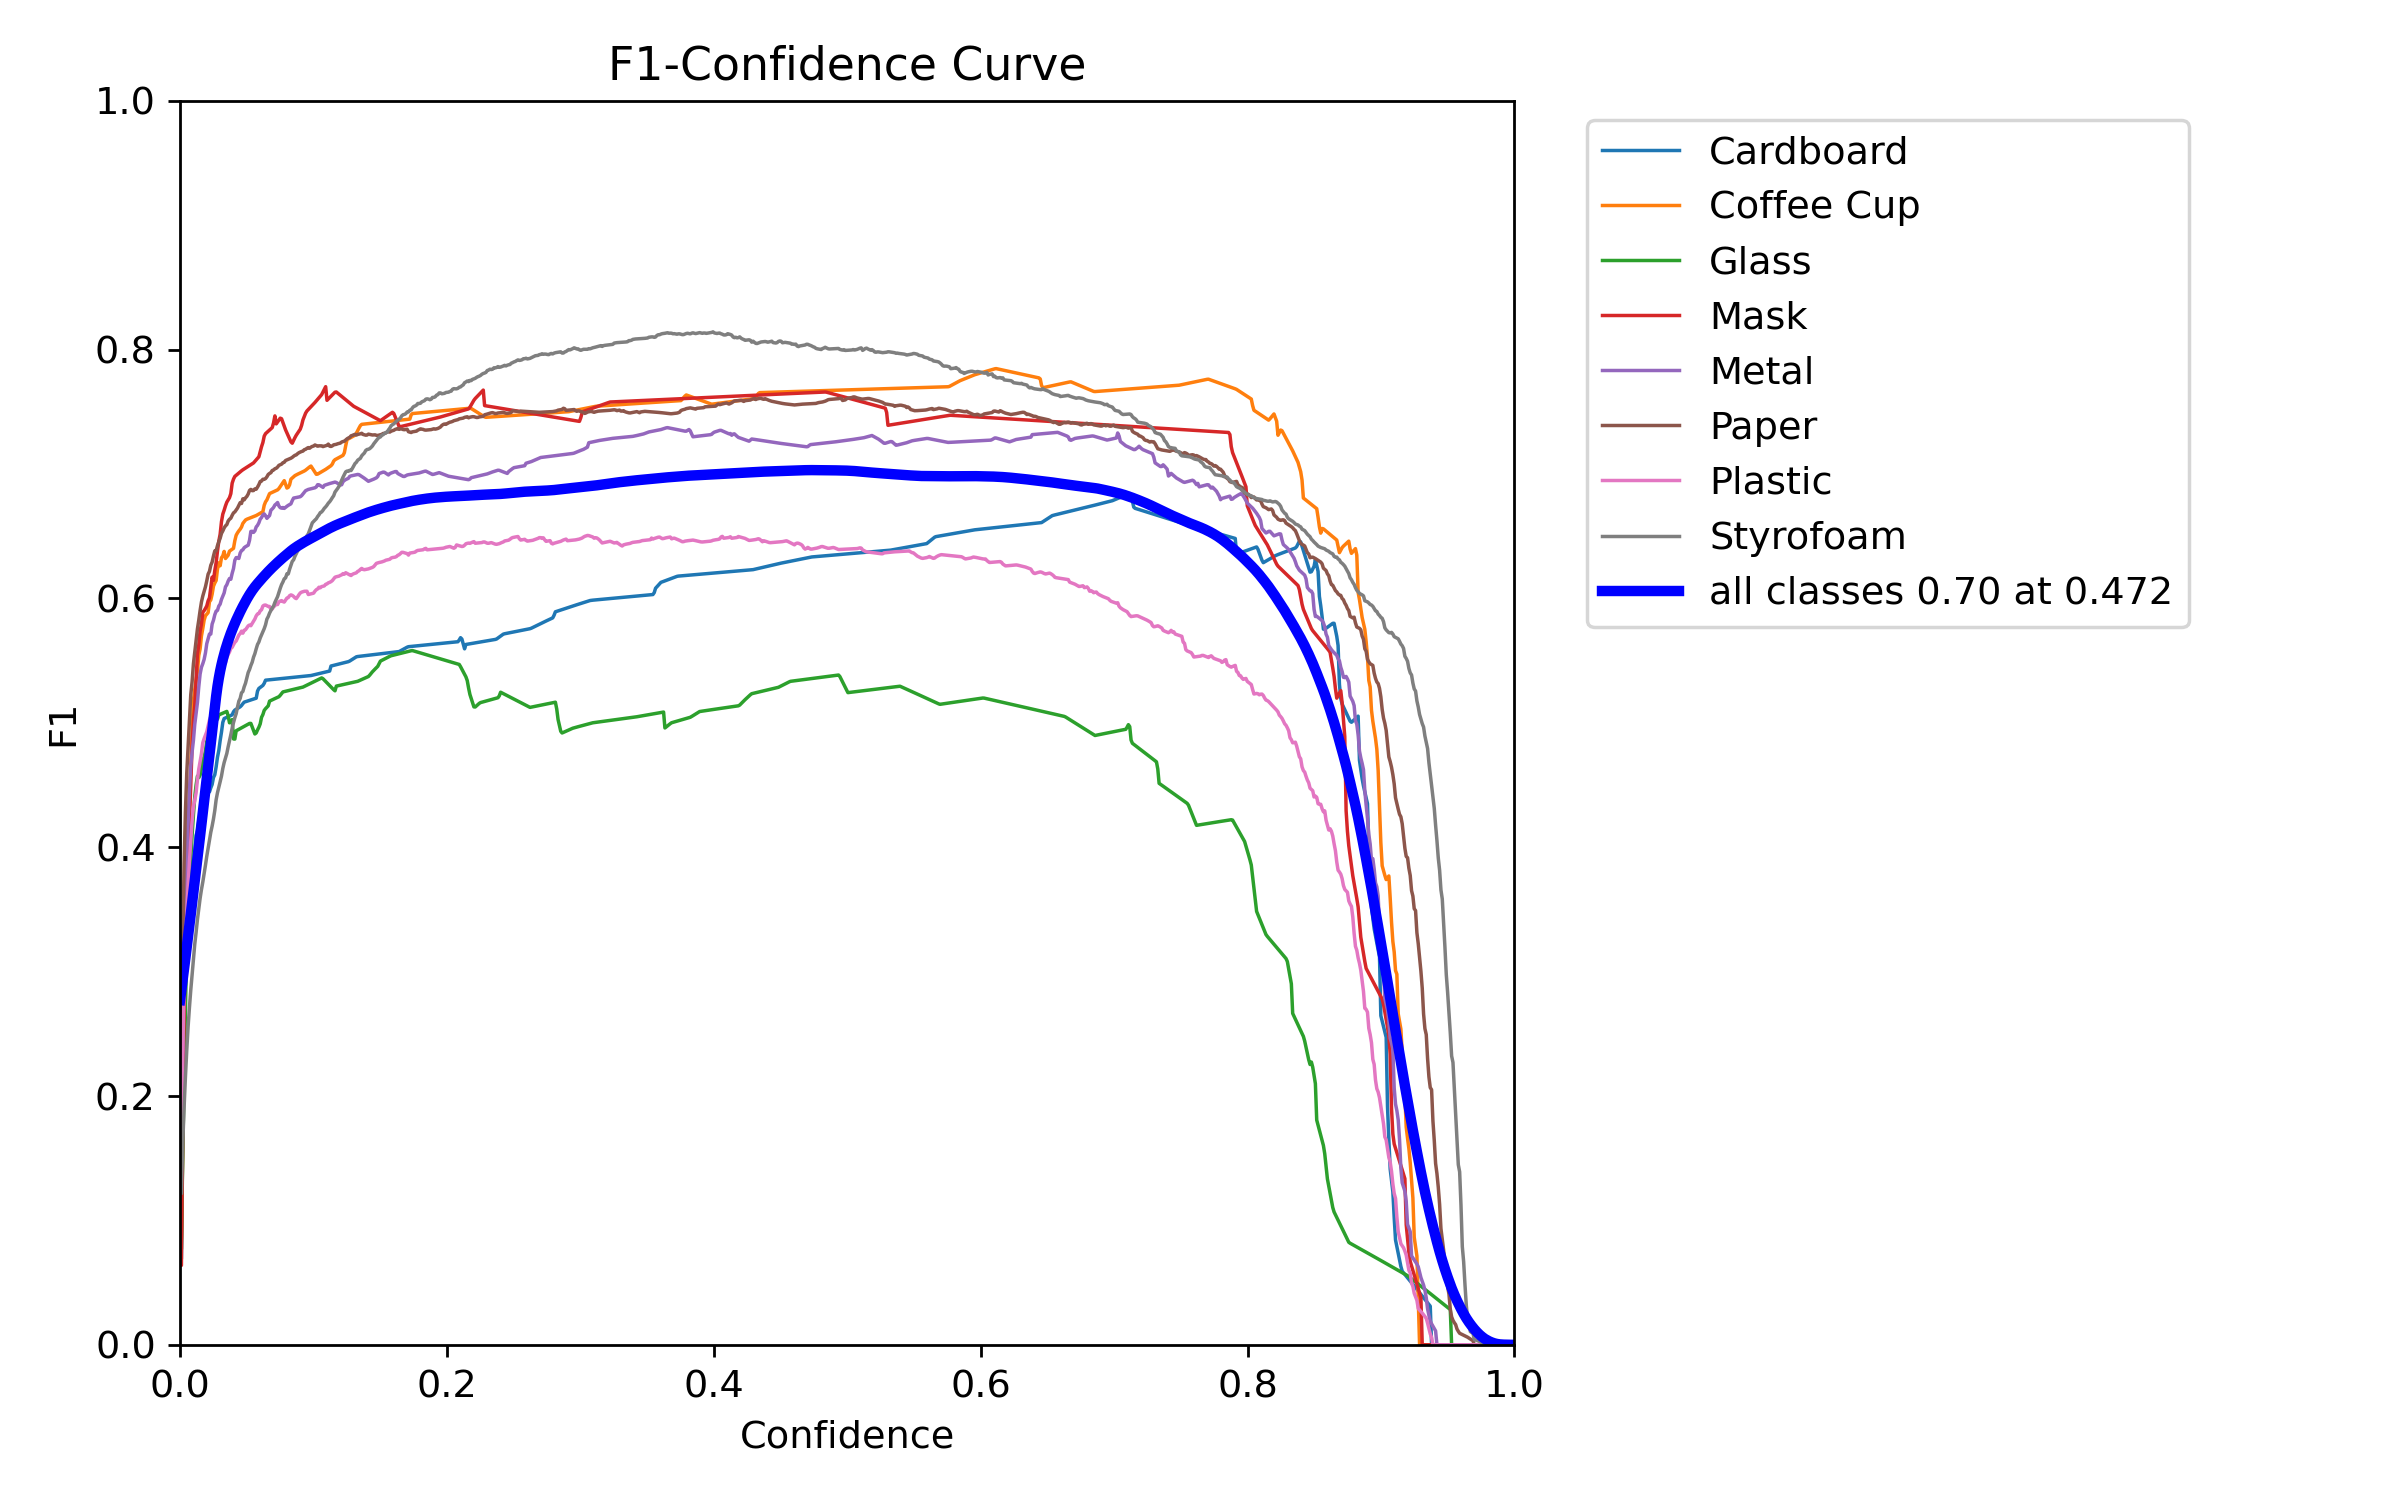 F1-Confidence Curve
1.0
0.8
0.6
0.4
0.2
0.0
F1
0.0 0.2 0.4 0.6 0.8 1.0
Confidence
Cardboard
Coffee Cup
Glass
Mask
Metal
Paper
Plastic
Styrofoam
all classes 0.70 at 0.472